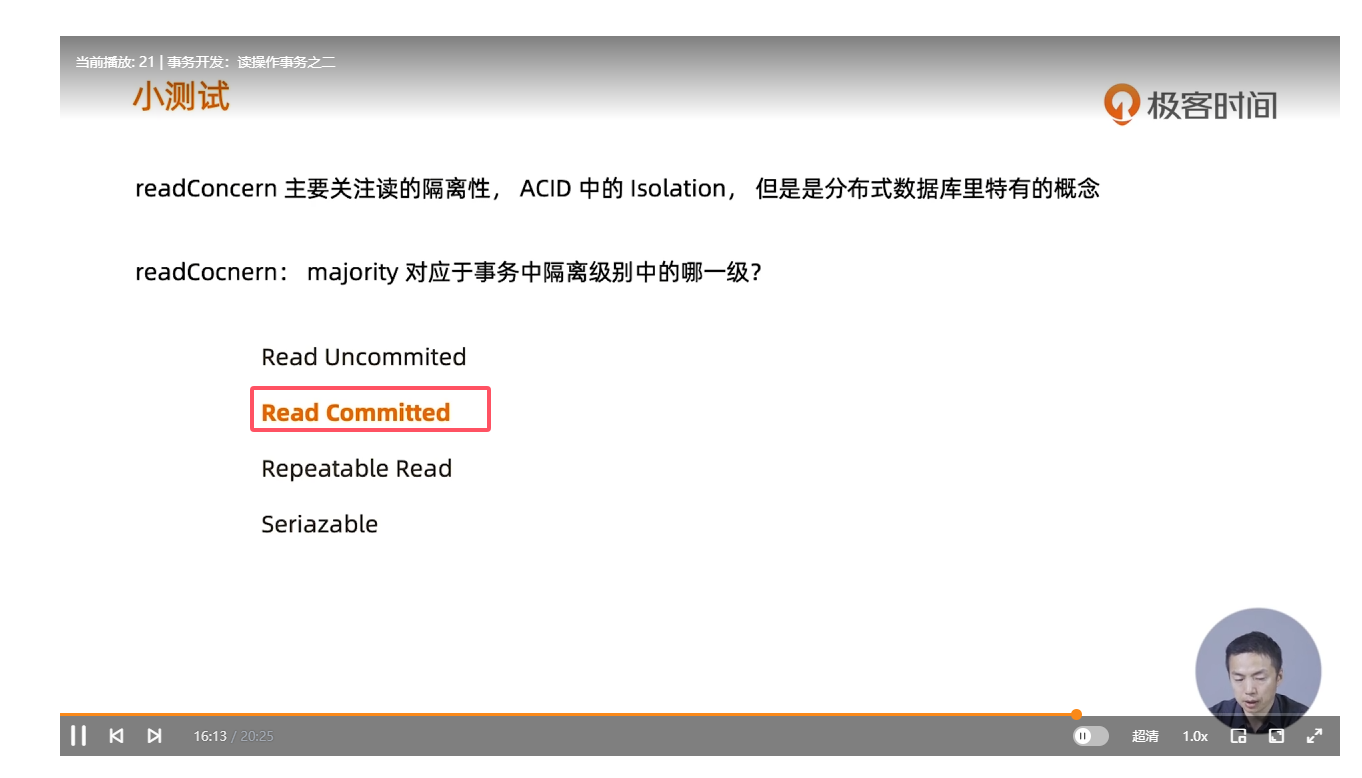 当前播放: 21 | 事务开发：读操作事务之二
小测试
极客时间
readConcern 主要关注读的隔离性， ACID 中的 Isolation， 但是是分布式数据库里特有的概念
readCocnern： majority 对应于事务中隔离级别中的哪一级？
Read Uncommited
Read Committed
Repeatable Read
Seriazable
16:13 / 20:25
超清
1.0x